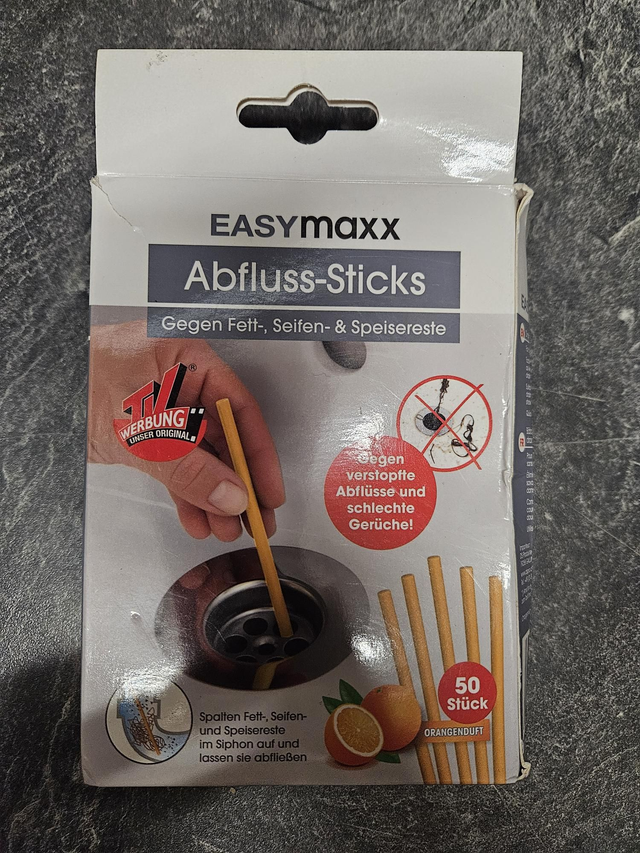 EASYmaxx
Abfluss-Sticks
Gegen Fett-, Seifen- & Speisereste
TV®
WERBUNG
UNSER ORIGINAL
Gegen
verstopfte
Abflüsse und
schlechte
Gerüche!
50
Stück
ORANGENDUFT
Spalten Fett-, Seifen-
und Speisereste
im Siphon auf und
lassen sie abfließen